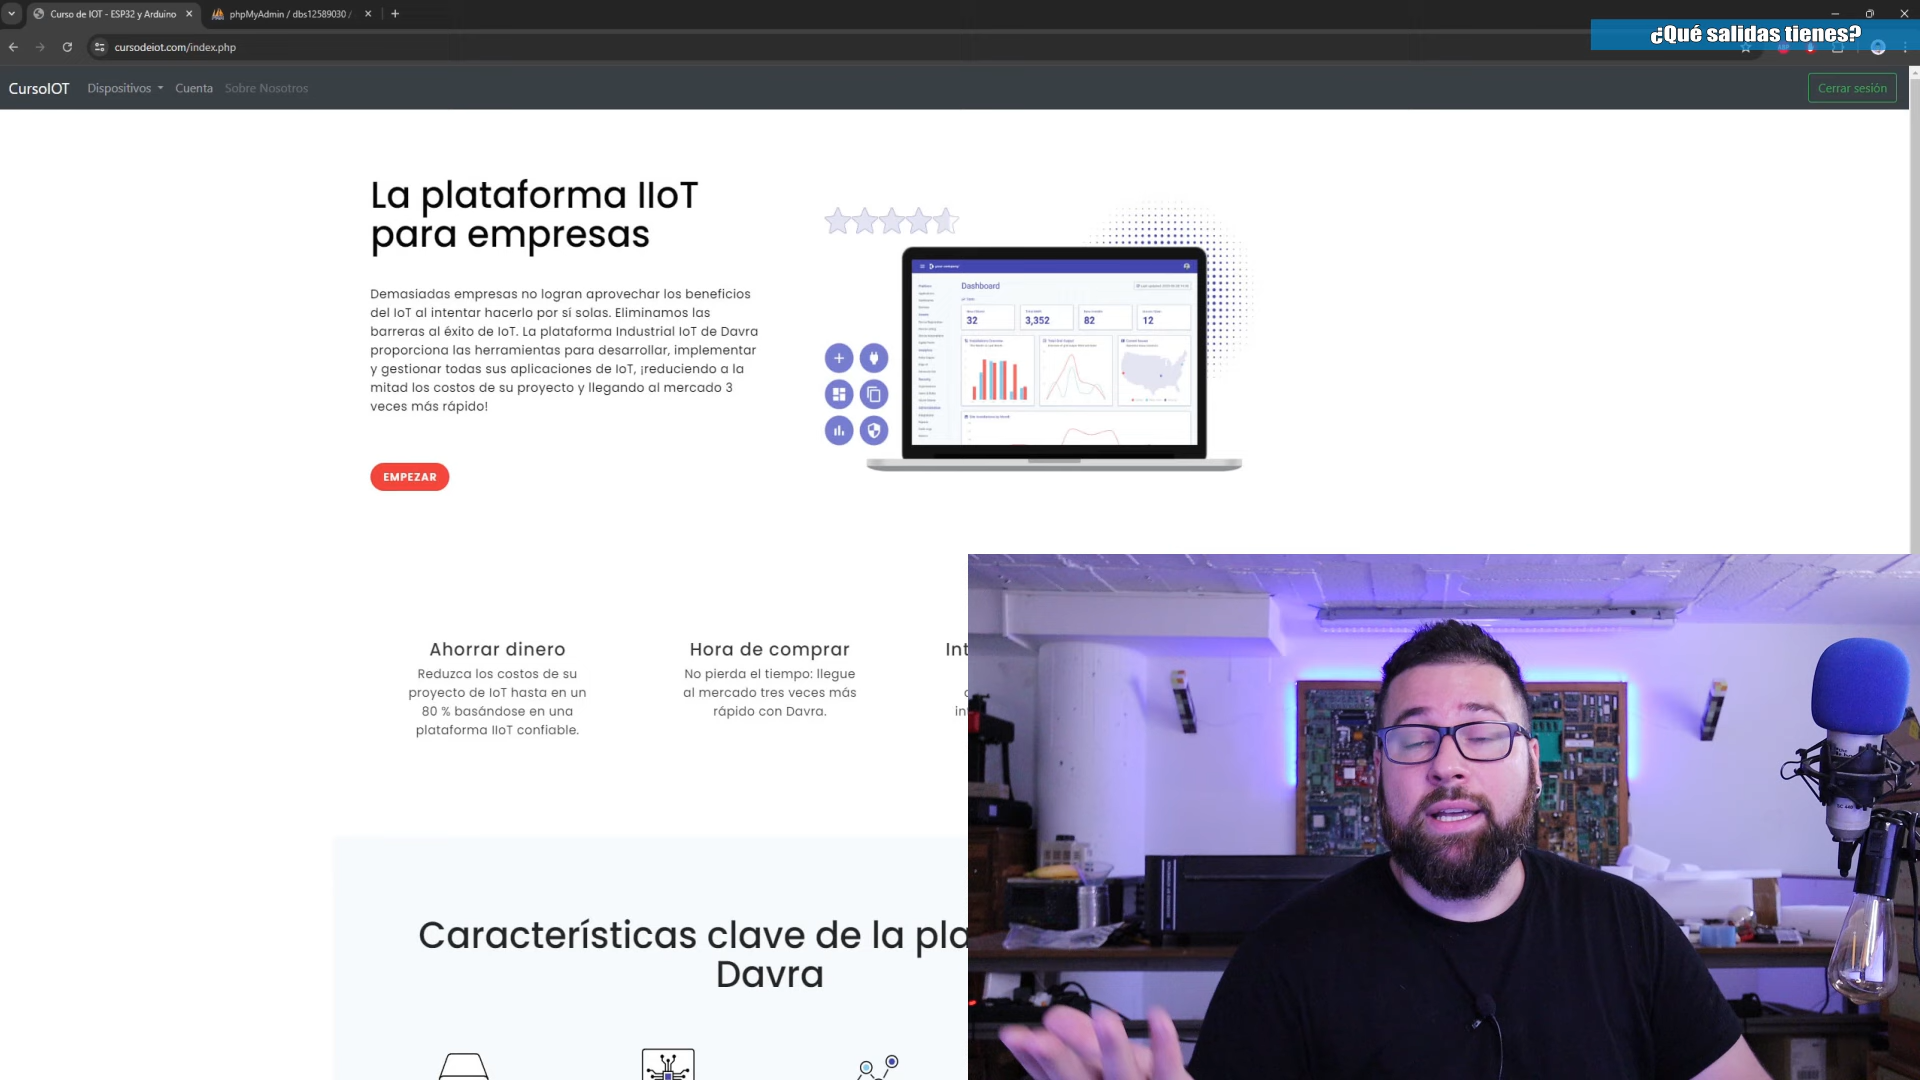 Curso de IOT - ESP32 y Arduino
phpMyAdmin / dbs12589030 /
¿Qué salidas tienes?
cursodeiot.com/index.php
CursoIOT
Dispositivos
Cuenta
Sobre Nosotros
Cerrar sesión
La plataforma IIoT
para empresas
Demasiadas empresas no logran aprovechar los beneficios
del IoT al intentar hacerlo por sí solas. Eliminamos las
barreras al éxito de IoT. La plataforma Industrial IoT de Davra
proporciona las herramientas para desarrollar, implementar
y gestionar todas sus aplicaciones de IoT, ¡reduciendo a la
mitad los costos de su proyecto y llegando al mercado 3
veces más rápido!
EMPEZAR
Dashboard
32
3,352
82
12
Ahorrar dinero
Reduzca los costos de su
proyecto de IoT hasta en un
80 % basándose en una
plataforma IIoT confiable.
Hora de comprar
No pierda el tiempo: llegue
al mercado tres veces más
rápido con Davra.
Int
in
Características clave de la pla
Davra